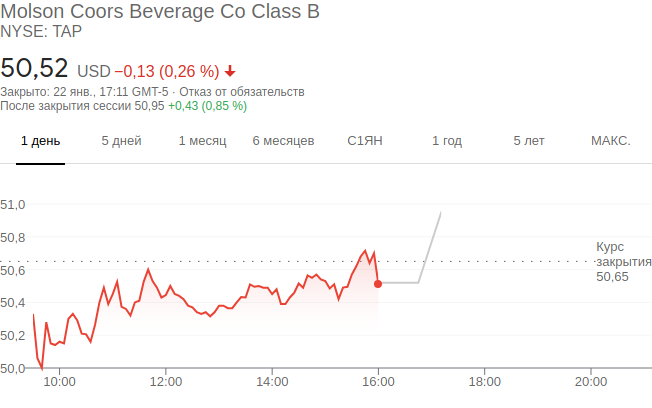 Molson Coors Beverage Co Class B
NYSE: TAP
50,52 USD −0,13 (0,26 %)
Закрыто: 22 янв., 17:11 GMT-5 · Отказ от обязательств
После закрытия сессии 50,95 +0,43 (0,85 %)
1 день 5 дней 1 месяц 6 месяцев С1ЯН 1 год 5 лет МАКС.
51,0
50,8
Курс
закрытия
50,65
50,6
50,4
50,2
50,0
10:00 12:00 14:00 16:00 18:00 20:00